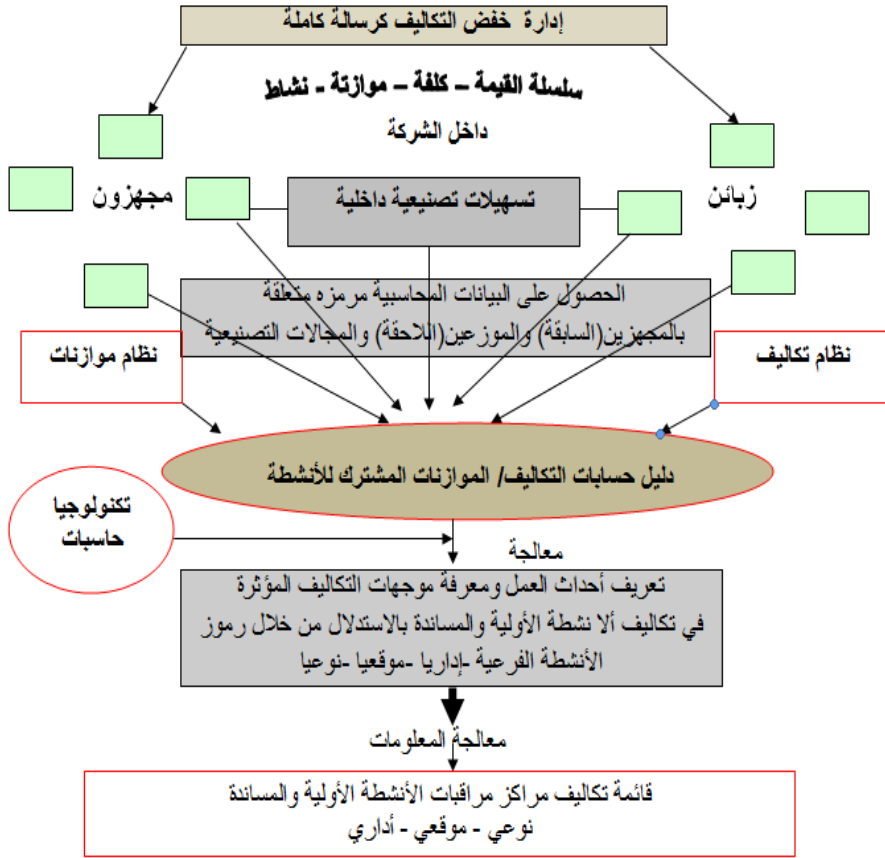 إدارة خفض التكاليف كرسالة كاملة
سلسلة القيمة – كلفة – موازتة - نشاط
داخل الشركة
زبائن
تسهيلات تصنيعية داخلية
مجهزون
الحصول على البيانات المحاسبية مرمزه متعلقة
بالمجهزين(السابقة) والموزعين(اللاحقة) والمجالات التصنيعية
نظام تكاليف
نظام موازنات
دليل حسابات التكاليف/ الموازنات المشترك للأنشطة
تكنولوجيا
حاسبات
معالجة
تعريف أحداث العمل ومعرفة موجهات التكاليف المؤثرة
في تكاليف ألا نشطة الأولية والمساندة بالاستدلال من خلال رموز
الأنشطة الفرعية -إداريا -موقعيا -نوعيا
معالجة المعلومات
قائمة تكاليف مراكز مراقبات الأنشطة الأولية والمساندة
نوعي - موقعي - أداري